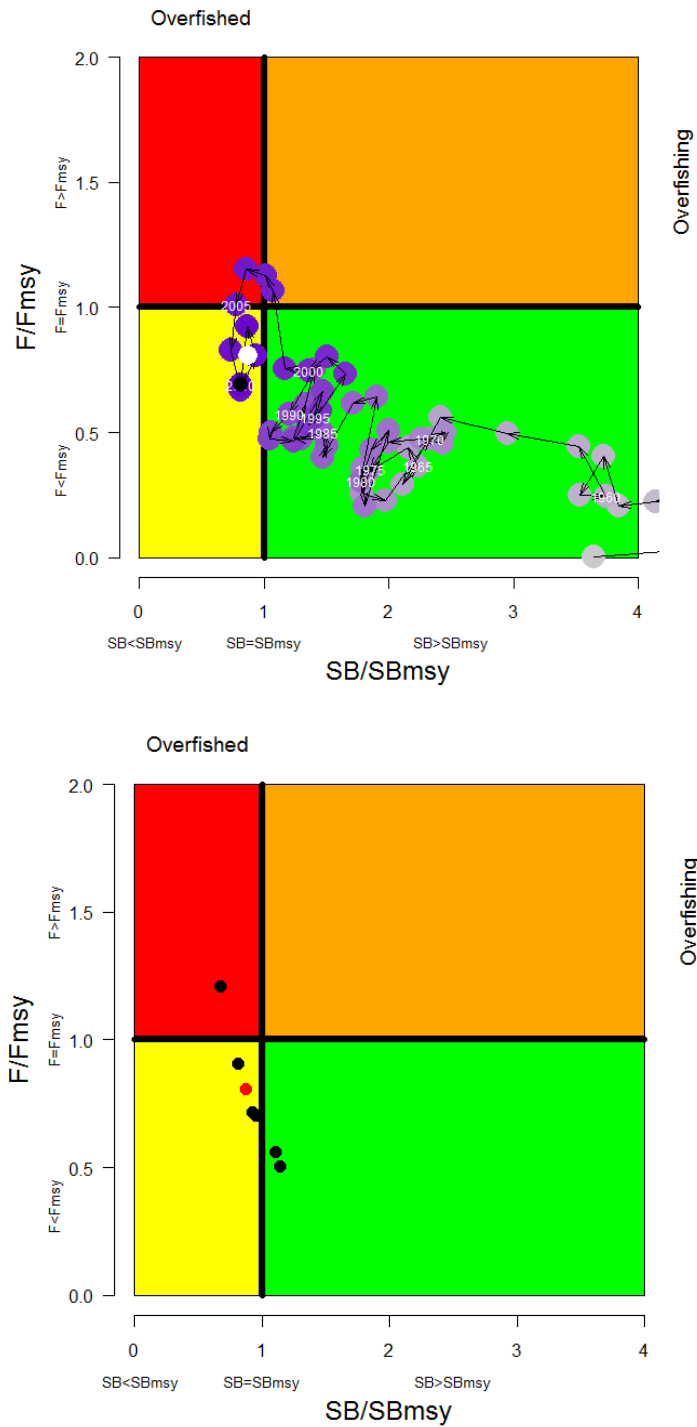 Overfished
2.0
1.5
1.0
0.5
0.0
F/Fmsy
F>Fmsy
F=Fmsy
F<Fmsy
Overfishing
2005
2000
1990
1995
1985
1970
1975
1965
1980
1960
0 1 2 3 4
SB<SBmsy SB=SBmsy SB>SBmsy
SB/SBmsy
Overfished
2.0
1.5
1.0
0.5
0.0
F/Fmsy
F>Fmsy
F=Fmsy
F<Fmsy
Overfishing
0 1 2 3 4
SB<SBmsy SB=SBmsy SB>SBmsy
SB/SBmsy